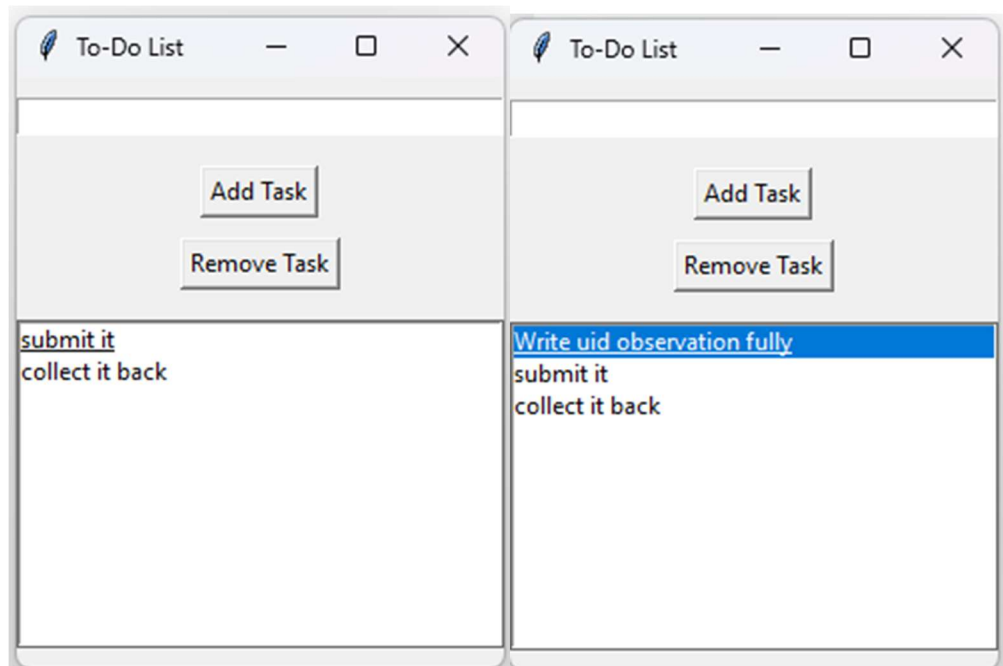 To-Do List
Add Task
Remove Task
submit it
collect it back
To-Do List
Add Task
Remove Task
Write uid observation fully
submit it
collect it back